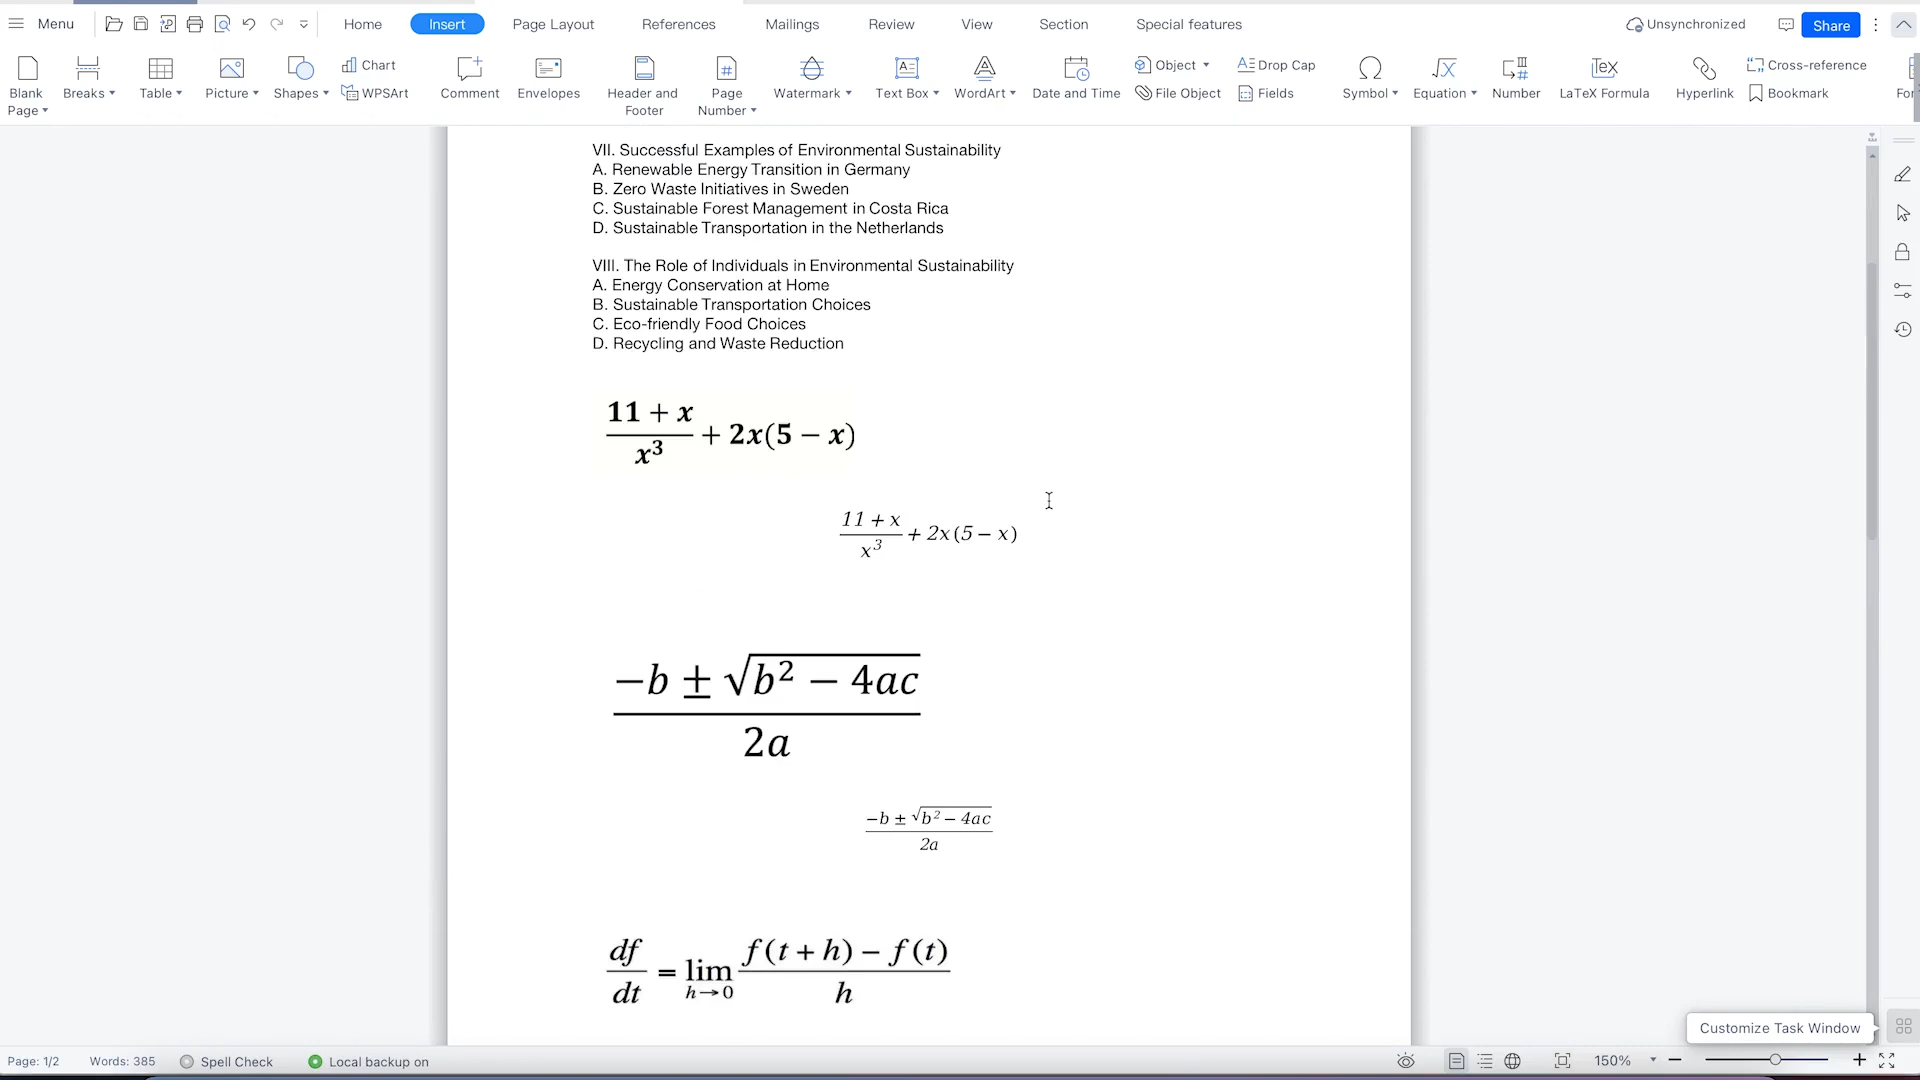 Menu Home Insert Page Layout References Mailings Review View Section Special features Unsynchronized Share
Chart Object Drop Cap Cross-reference
Blank Page Breaks Table Picture Shapes WPSArt Comment Envelopes Header and Footer Page Number Watermark Text Box WordArt Date and Time File Object Fields Symbol Equation Number LaTeX Formula Hyperlink Bookmark
VII. Successful Examples of Environmental Sustainability
A. Renewable Energy Transition in Germany
B. Zero Waste Initiatives in Sweden
C. Sustainable Forest Management in Costa Rica
D. Sustainable Transportation in the Netherlands
VIII. The Role of Individuals in Environmental Sustainability
A. Energy Conservation at Home
B. Sustainable Transportation Choices
C. Eco-friendly Food Choices
D. Recycling and Waste Reduction
11 + x
+ 2x(5 − x)
x³
11 + x
+ 2x(5 − x)
x³
−b ± √b² − 4ac
2a
−b ± √b² − 4ac
2a
df f(t + h) − f(t)
= lim
dt h→0 h
Customize Task Window
Page: 1/2 Words: 385 Spell Check Local backup on 150%